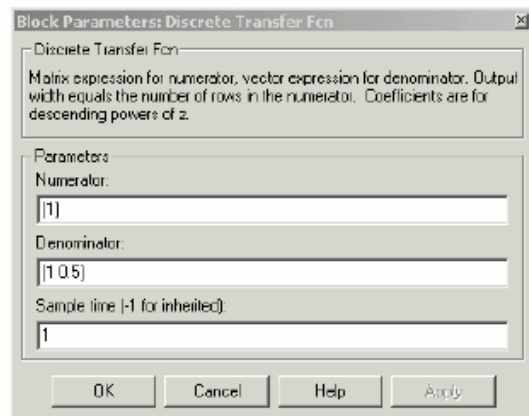 Block Parameters: Discrete Transfer Fcn
Discrete Transfer Fcn
Matrix expression for numerator, vector expression for denominator. Output
width equals the number of rows in the numerator. Coefficients are for
descending powers of z.
Parameters
Numerator:
[1]
Denominator:
[1 0.5]
Sample time (-1 for inherited):
1
OK
Cancel
Help
Apply